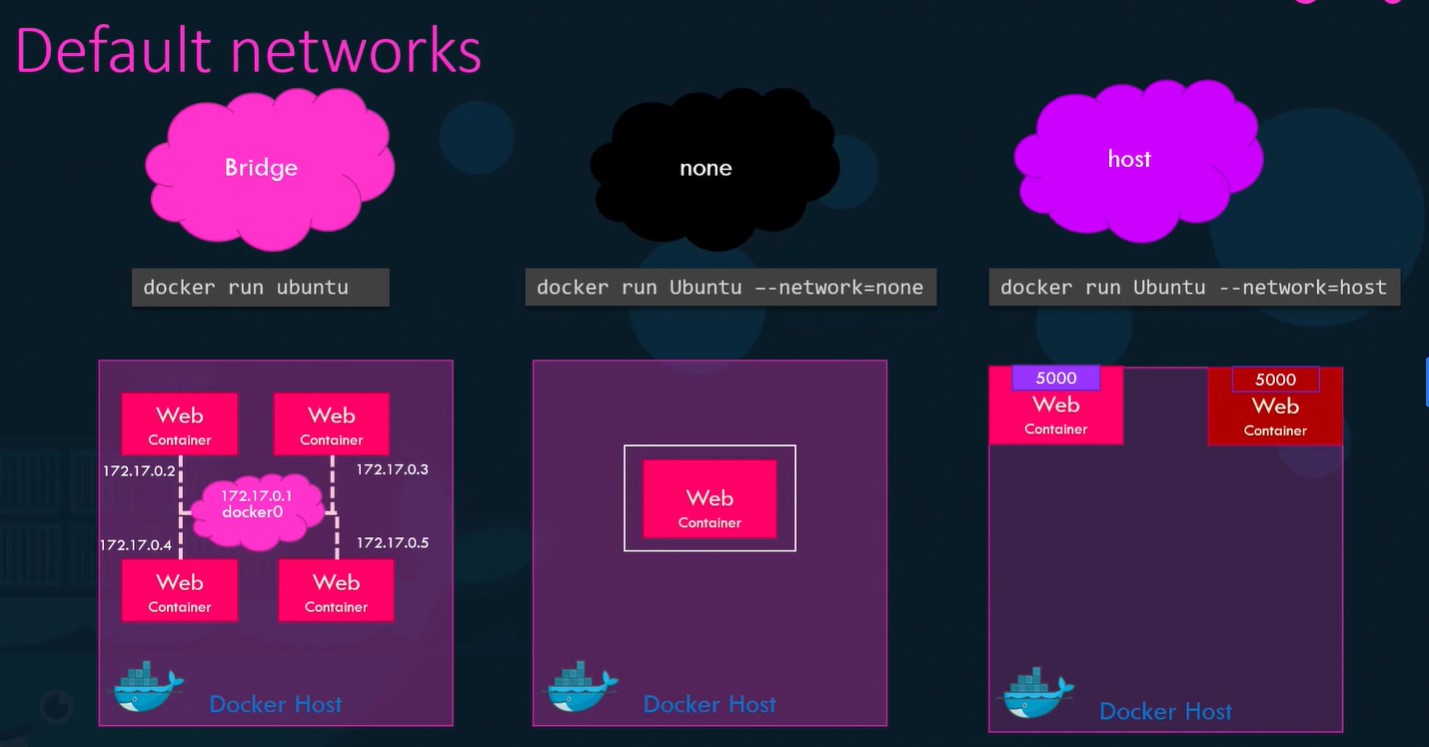 Default networks
Bridge
none
host
docker run ubuntu
docker run Ubuntu --network=none
docker run Ubuntu --network=host
Web
Container
Web
Container
172.17.0.2
172.17.0.3
172.17.0.1
docker0
172.17.0.4
172.17.0.5
Web
Container
Web
Container
Docker Host
Web
Container
Docker Host
5000
Web
Container
5000
Web
Container
Docker Host